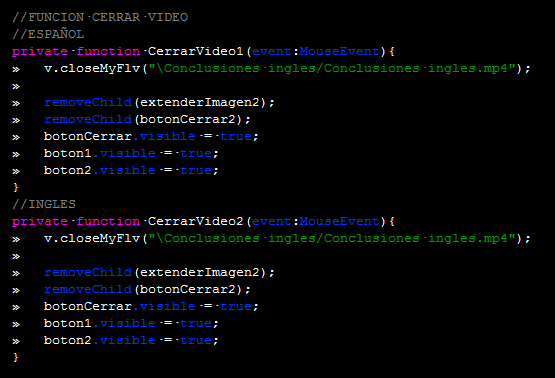 //FUNCION CERRAR VIDEO
//ESPAÑOL
private function CerrarVideo1(event:MouseEvent){
» v.closeMyFlv("\Conclusiones ingles/Conclusiones ingles.mp4");
»
» removeChild(extenderImagen2);
» removeChild(botonCerrar2);
» botonCerrar.visible = true;
» boton1.visible = true;
» boton2.visible = true;
}
//INGLES
private function CerrarVideo2(event:MouseEvent){
» v.closeMyFlv("\Conclusiones ingles/Conclusiones ingles.mp4");
»
» removeChild(extenderImagen2);
» removeChild(botonCerrar2);
» botonCerrar.visible = true;
» boton1.visible = true;
» boton2.visible = true;
}